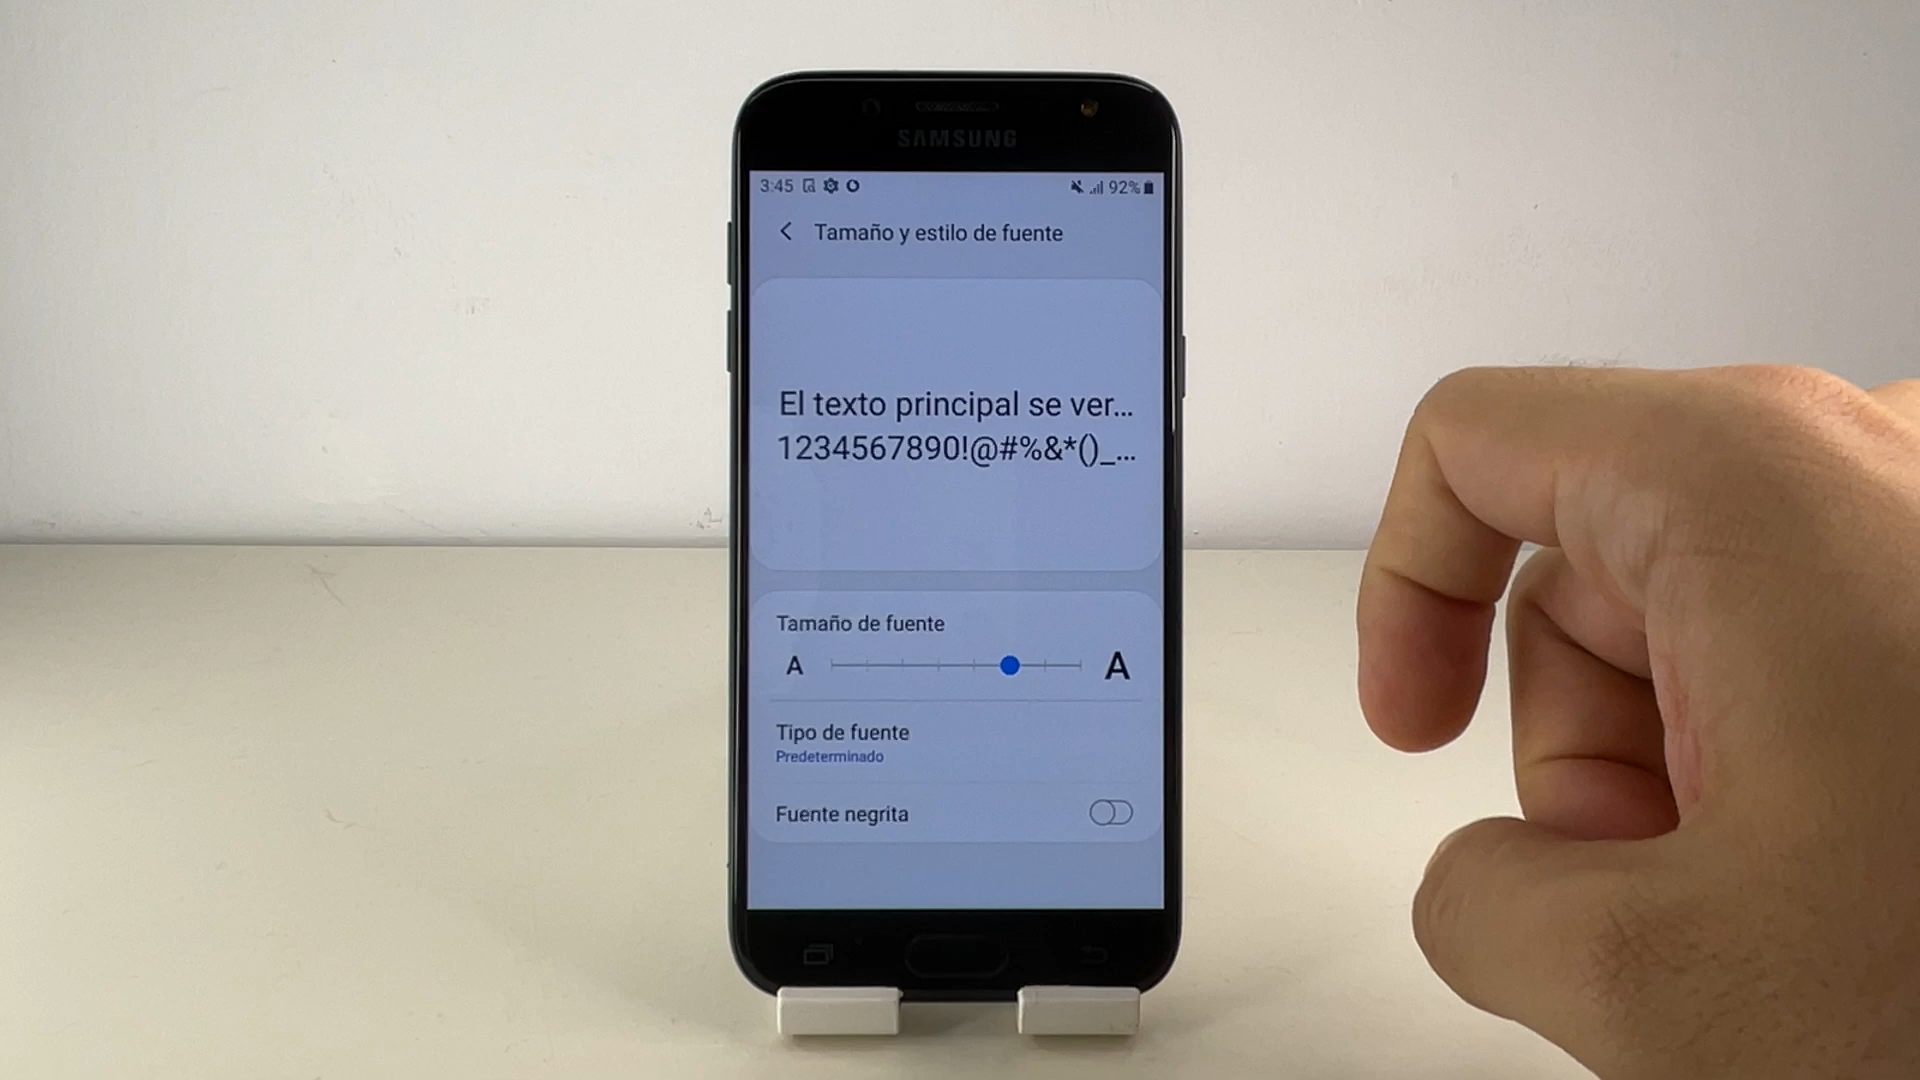 SAMSUNG
3:45 92%
Tamaño y estilo de fuente
El texto principal se ver...
1234567890!@#%&*()_...
Tamaño de fuente
A A
Tipo de fuente
Predeterminado
Fuente negrita